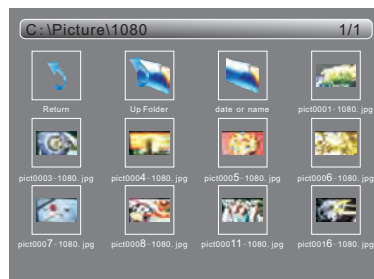 C:\Picture\1080 1/1
Return Up Folder date or name pict0001-1080. jpg
pict0003-1080. jpg pict0004-1080. jpg pict0005-1080. jpg pict0006-1080. jpg
pict0007-1080. jpg pict0008-1080. jpg pict00011-1080. jpg pict0016-1080. jpg